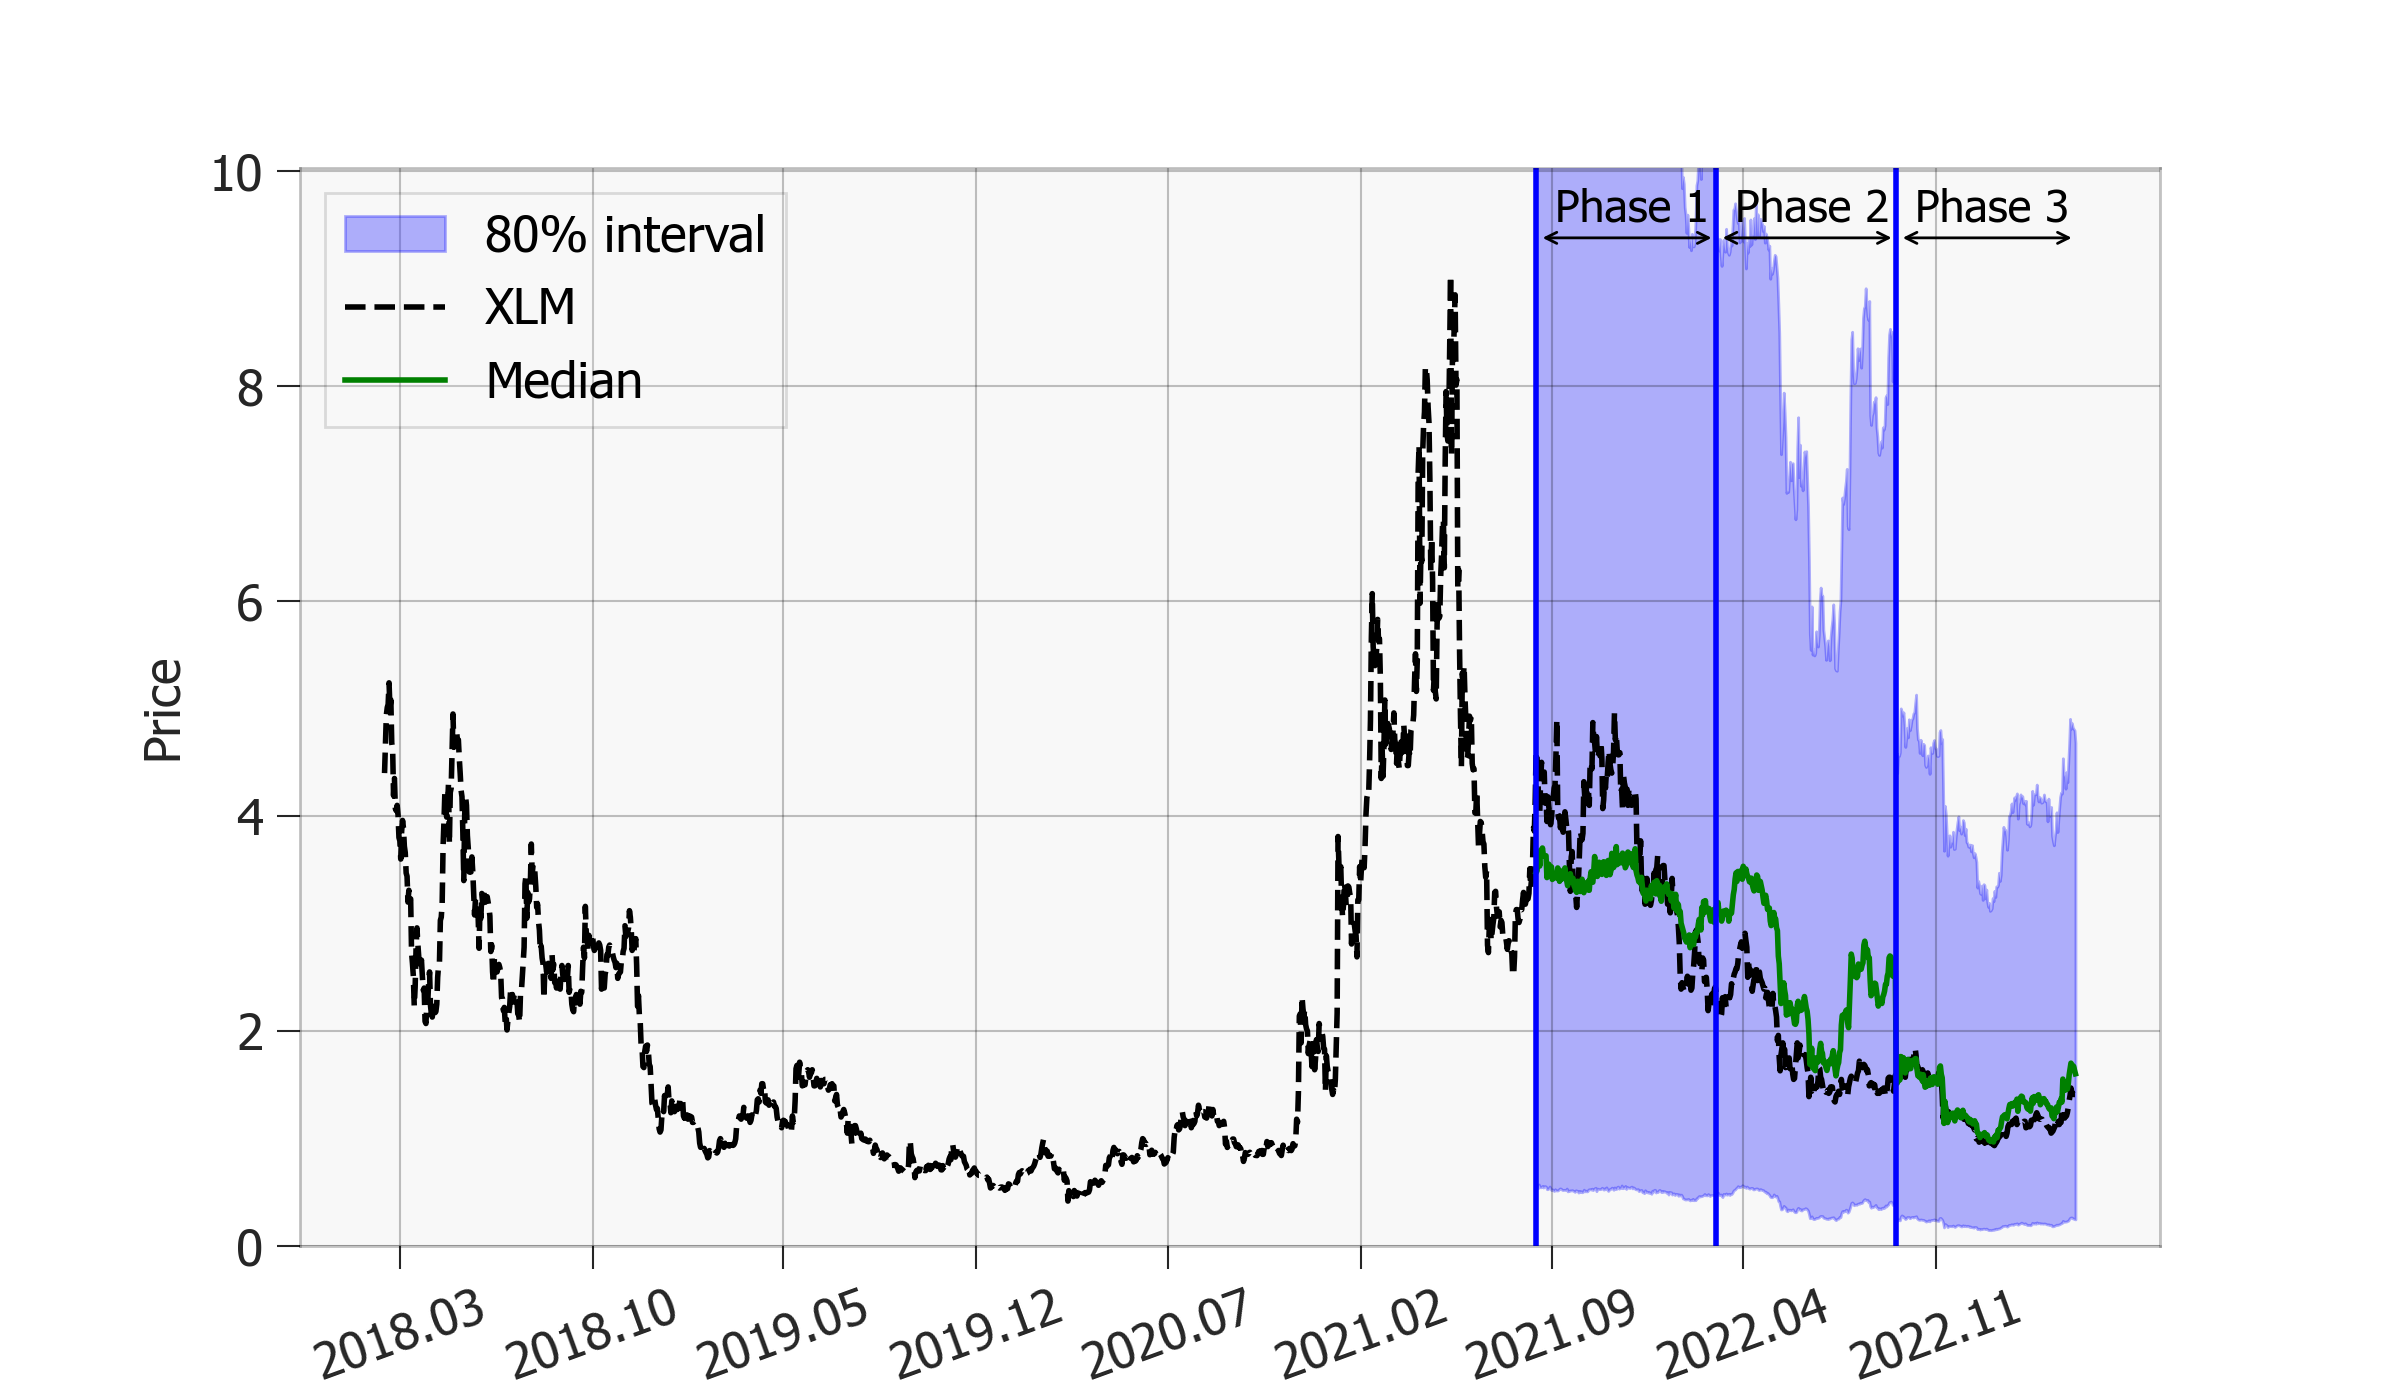 10
8
6
4
2
0
Price
80% interval
XLM
Median
Phase 1
Phase 2
Phase 3
2018.03
2018.10
2019.05
2019.12
2020.07
2021.02
2021.09
2022.04
2022.11